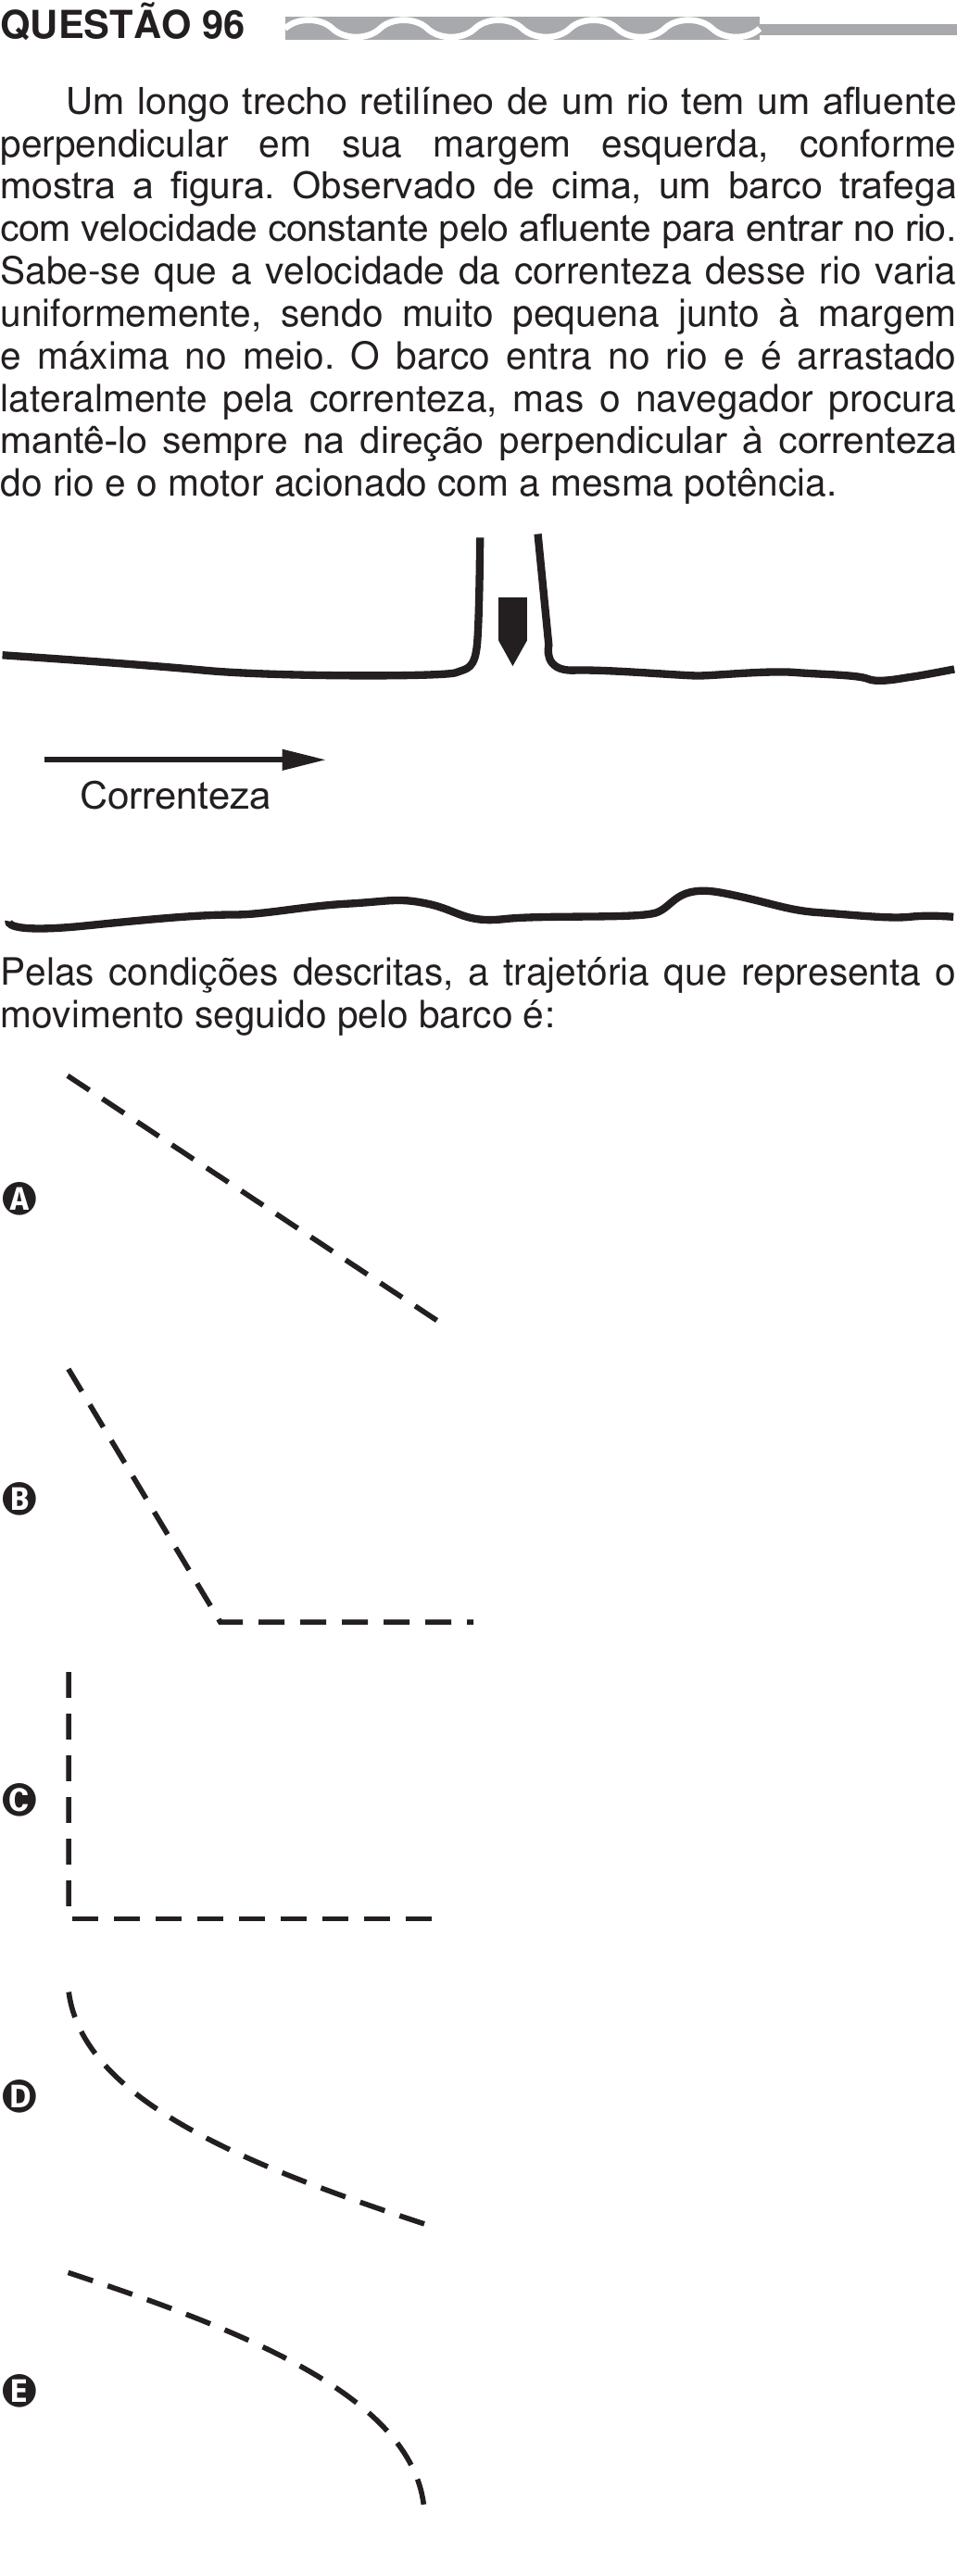 QUESTÃO 96
Um longo trecho retilíneo de um rio tem um afluente
perpendicular em sua margem esquerda, conforme
mostra a figura. Observado de cima, um barco trafega
com velocidade constante pelo afluente para entrar no rio.
Sabe-se que a velocidade da correnteza desse rio varia
uniformemente, sendo muito pequena junto à margem
e máxima no meio. O barco entra no rio e é arrastado
lateralmente pela correnteza, mas o navegador procura
mantê-lo sempre na direção perpendicular à correnteza
do rio e o motor acionado com a mesma potência.
Correnteza
Pelas condições descritas, a trajetória que representa o
movimento seguido pelo barco é:
A
B
C
D
E